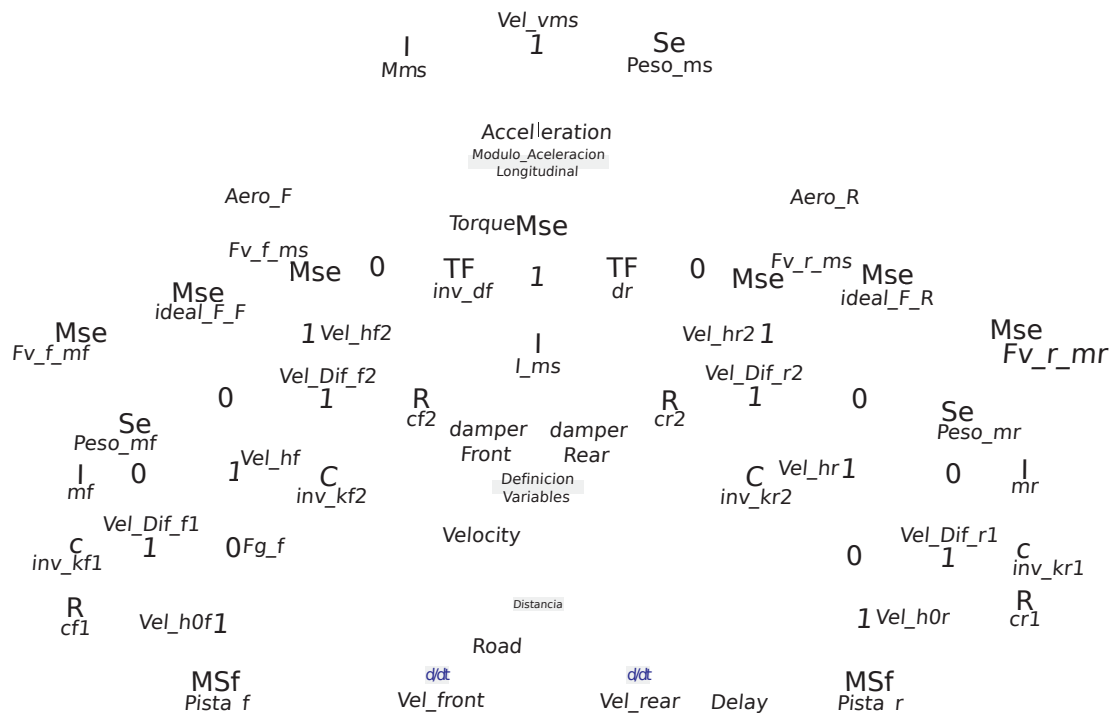 Vel_vms
I 1 Se
Mms Peso_ms
Acceleration
Modulo_Aceleracion
Longitudinal
Aero_F Aero_R
Torque Mse
Fv_f_ms Fv_r_ms
Mse 0 TF 1 TF 0 Mse Mse
inv_df dr ideal_F_R
Mse
ideal_F_F
Mse 1 Vel_hf2 I Vel_hr2 1 Mse
Fv_f_mf I_ms Fv_r_mr
Vel_Dif_f2 Vel_Dif_r2
0 1 R R 1 0
cf2 cr2
Se damper damper Se
Peso_mf Front Rear Peso_mr
I 0 1 Vel_hf C C Vel_hr 1 0 I
mf inv_kf2 inv_kr2 mr
Definicion
Variables
Vel_Dif_f1 Velocity Vel_Dif_r1
c 1 0 Fg_f 0 1 c
inv_kf1 inv_kr1
R Distancia R
cf1 Vel_h0f 1 1 Vel_h0r cr1
Road
MSf d/dt d/dt MSf
Pista_f Vel_front Vel_rear Delay Pista_r